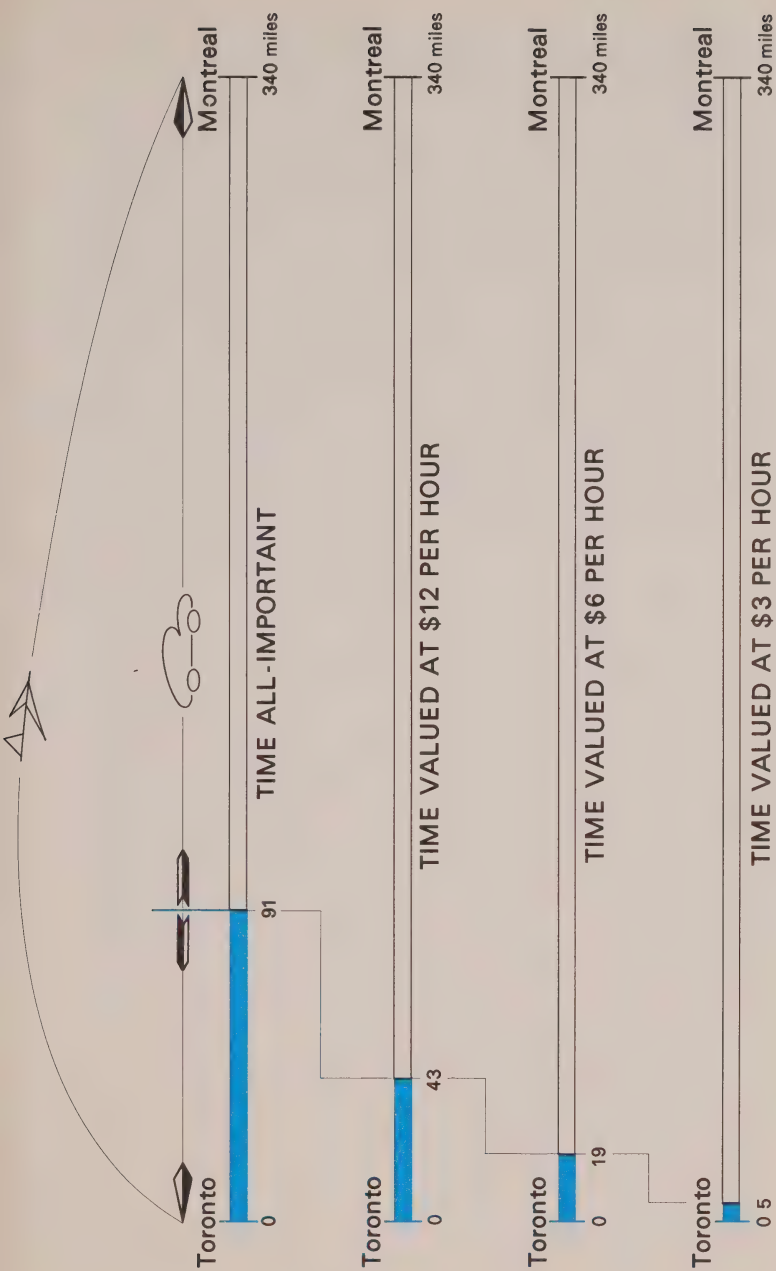 Toronto
Montreal
0
91
340 miles
TIME ALL-IMPORTANT
Toronto
Montreal
0
43
340 miles
TIME VALUED AT $12 PER HOUR
Toronto
Montreal
0
19
340 miles
TIME VALUED AT $6 PER HOUR
Toronto
Montreal
0 5
340 miles
TIME VALUED AT $3 PER HOUR